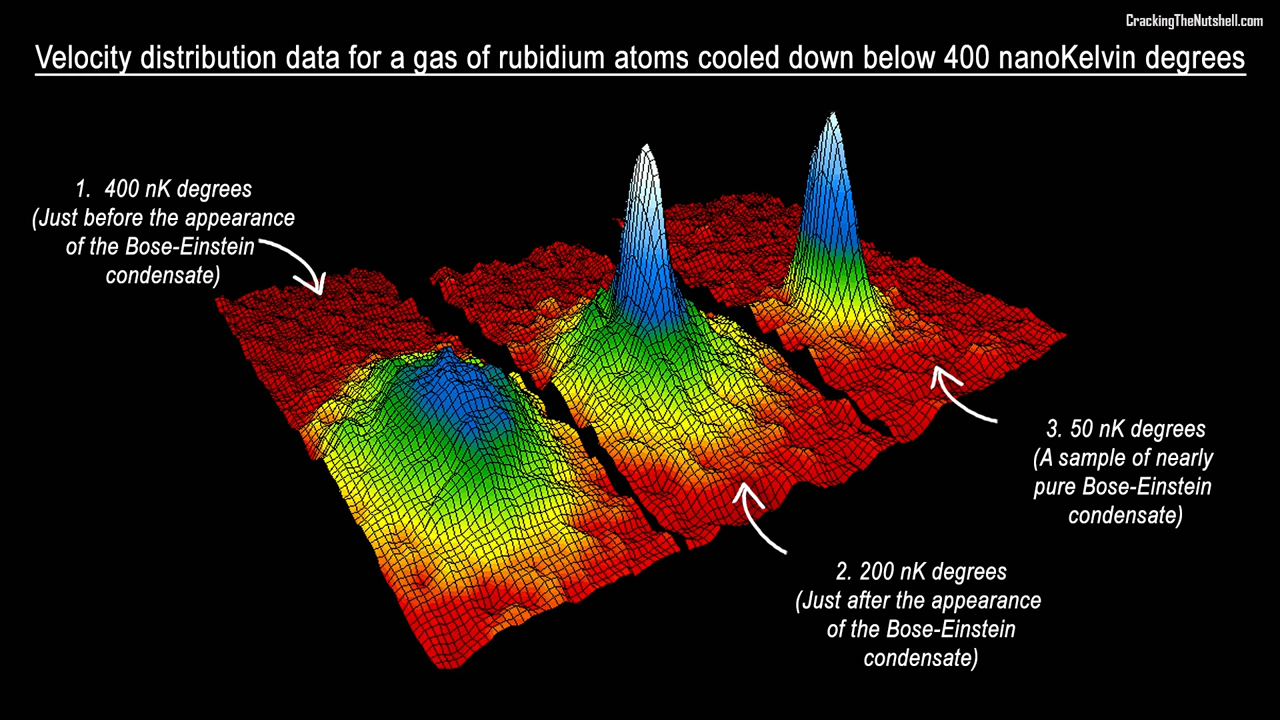 CrackingTheNutshell.com
Velocity distribution data for a gas of rubidium atoms cooled down below 400 nanoKelvin degrees
1. 400 nK degrees
(Just before the appearance
of the Bose-Einstein
condensate)
3. 50 nK degrees
(A sample of nearly
pure Bose-Einstein
condensate)
2. 200 nK degrees
(Just after the appearance
of the Bose-Einstein
condensate)